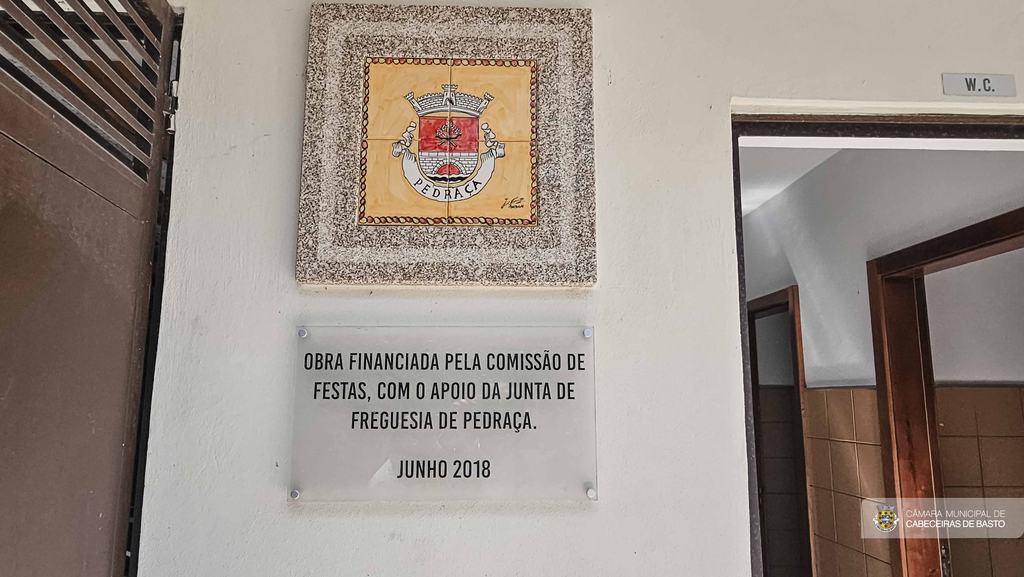 W.C.
PEDRAÇA
OBRA FINANCIADA PELA COMISSÃO DE
FESTAS, COM O APOIO DA JUNTA DE
FREGUESIA DE PEDRAÇA.
JUNHO 2018
CÂMARA MUNICIPAL DE
CABECEIRAS DE BASTO